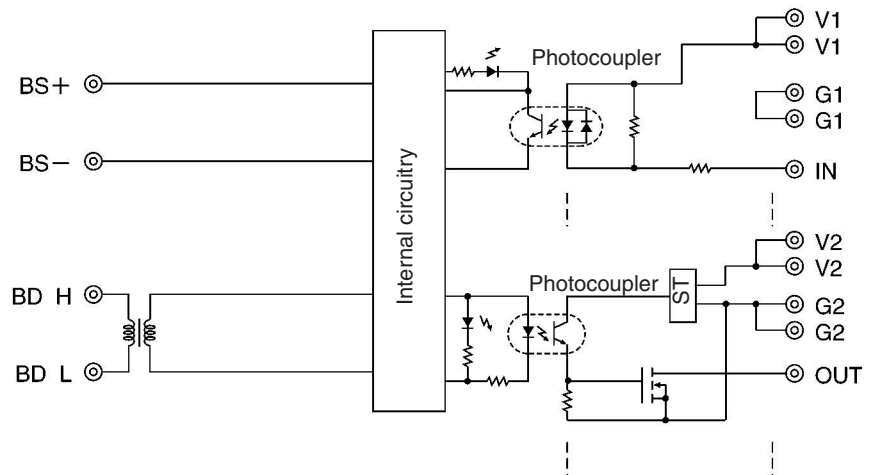 V1
Photocoupler
V1
BS+
G1
G1
BS−
IN
Internal circuitry
V2
Photocoupler
V2
BD H
ST
G2
G2
BD L
OUT